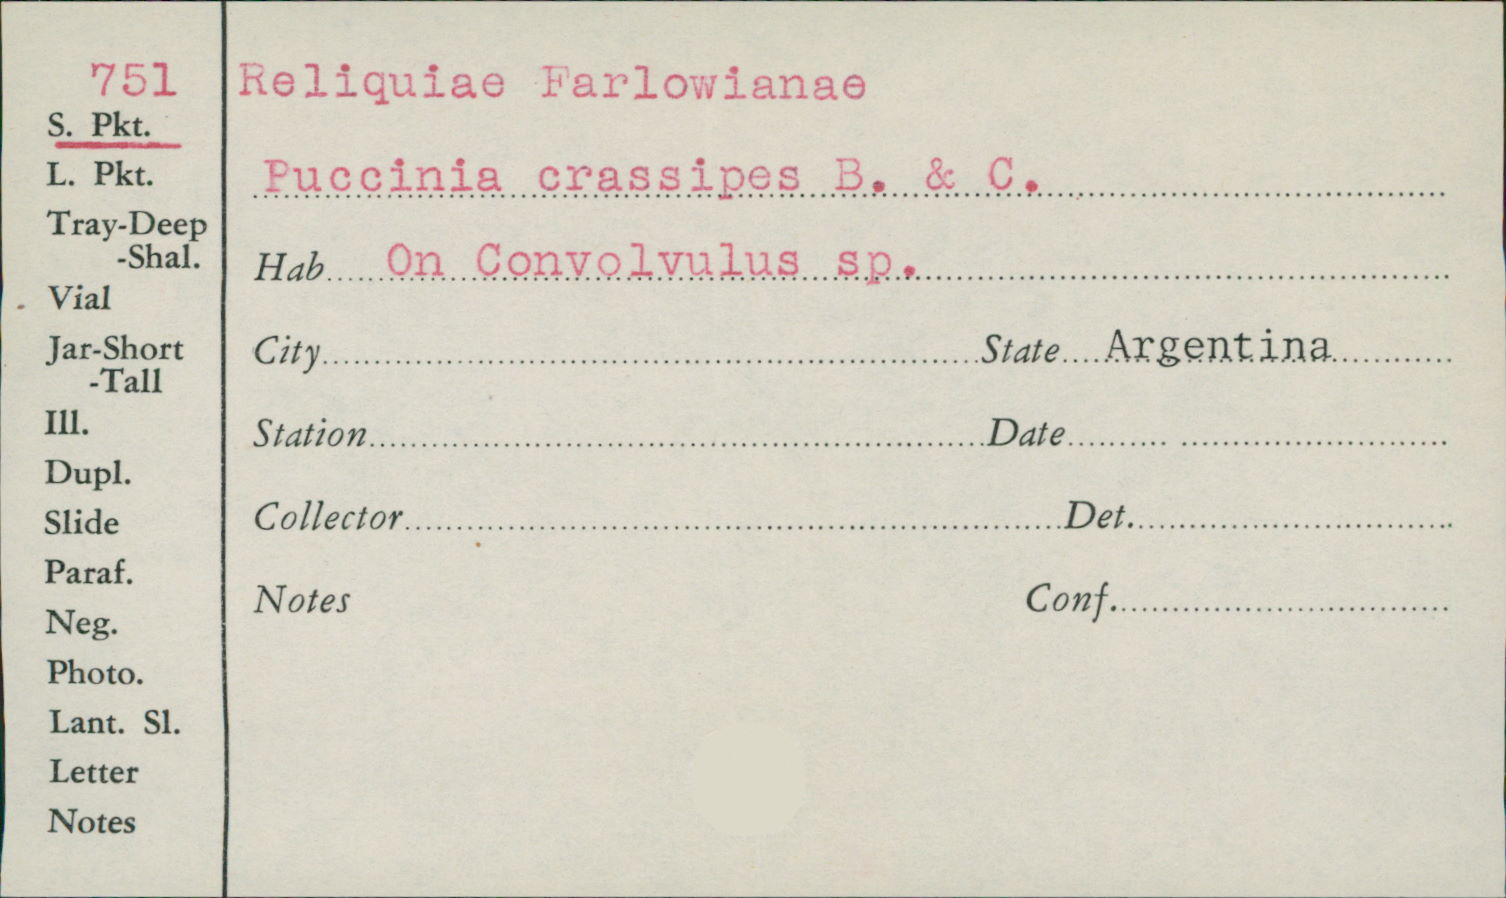 751
S. Pkt.
L. Pkt.
Tray-Deep
-Shal.
Vial
Jar-Short
-Tall
Ill.
Dupl.
Slide
Paraf.
Neg.
Photo.
Lant. Sl.
Letter
Notes
Reliquiae Farlowianae
Puccinia crassipes B. & C.
Hab On Convolvulus sp.
City State Argentina
Station Date
Collector Det.
Notes Conf.